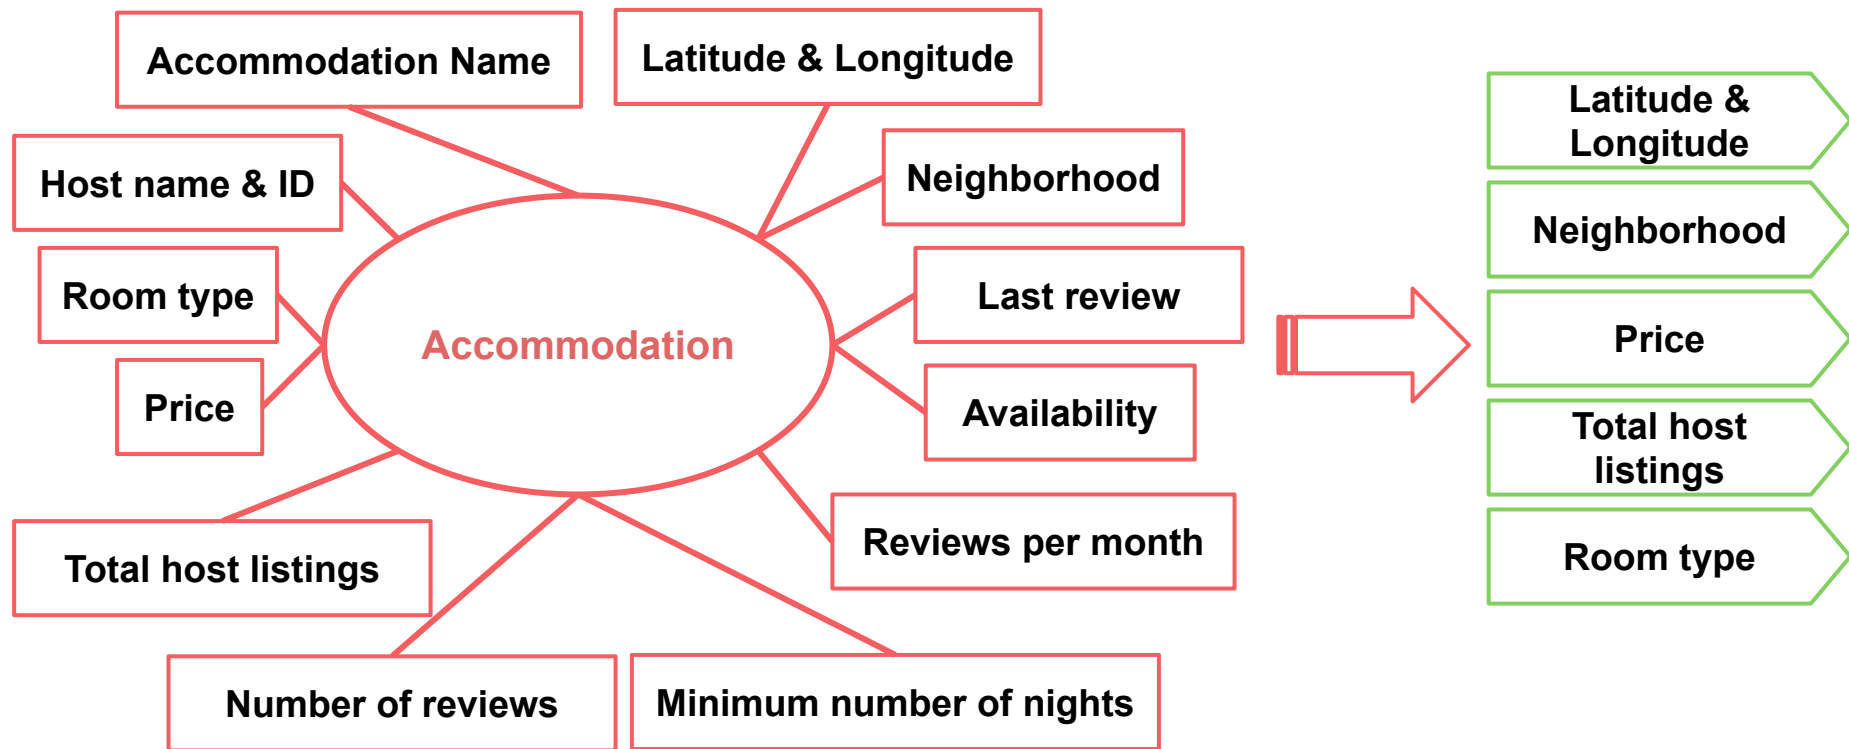 Accommodation Name
Latitude & Longitude
Host name & ID
Neighborhood
Room type
Last review
Accommodation
Price
Availability
Total host listings
Reviews per month
Number of reviews
Minimum number of nights
Latitude &
Longitude
Neighborhood
Price
Total host
listings
Room type